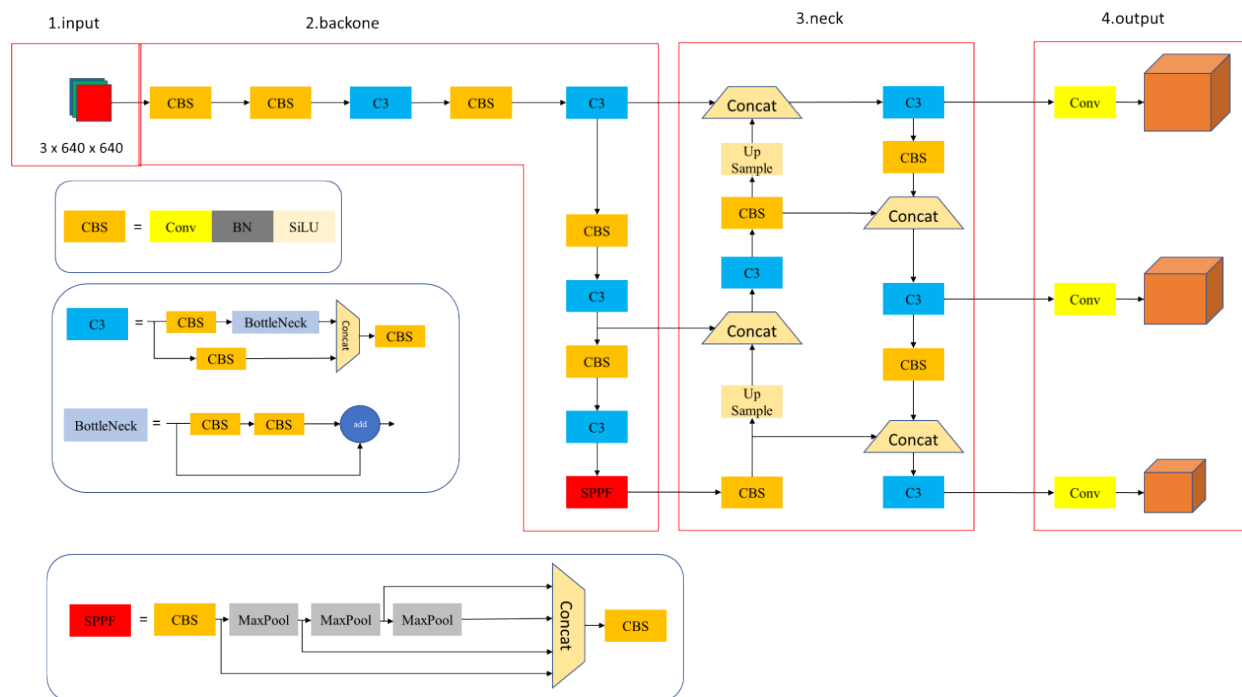 1.input
2.backone
3.neck
4.output
CBS
CBS
C3
CBS
C3
Concat
C3
Conv
3 x 640 x 640
Up
Sample
CBS
CBS
Concat
CBS
=
Conv
BN
SiLU
CBS
C3
C3
C3
Conv
C3
=
CBS
BottleNeck
Concat
CBS
CBS
Concat
CBS
CBS
Up
Sample
BottleNeck
=
CBS
CBS
add
C3
Concat
SPPF
CBS
C3
Conv
SPPF
=
CBS
MaxPool
MaxPool
MaxPool
Concat
CBS